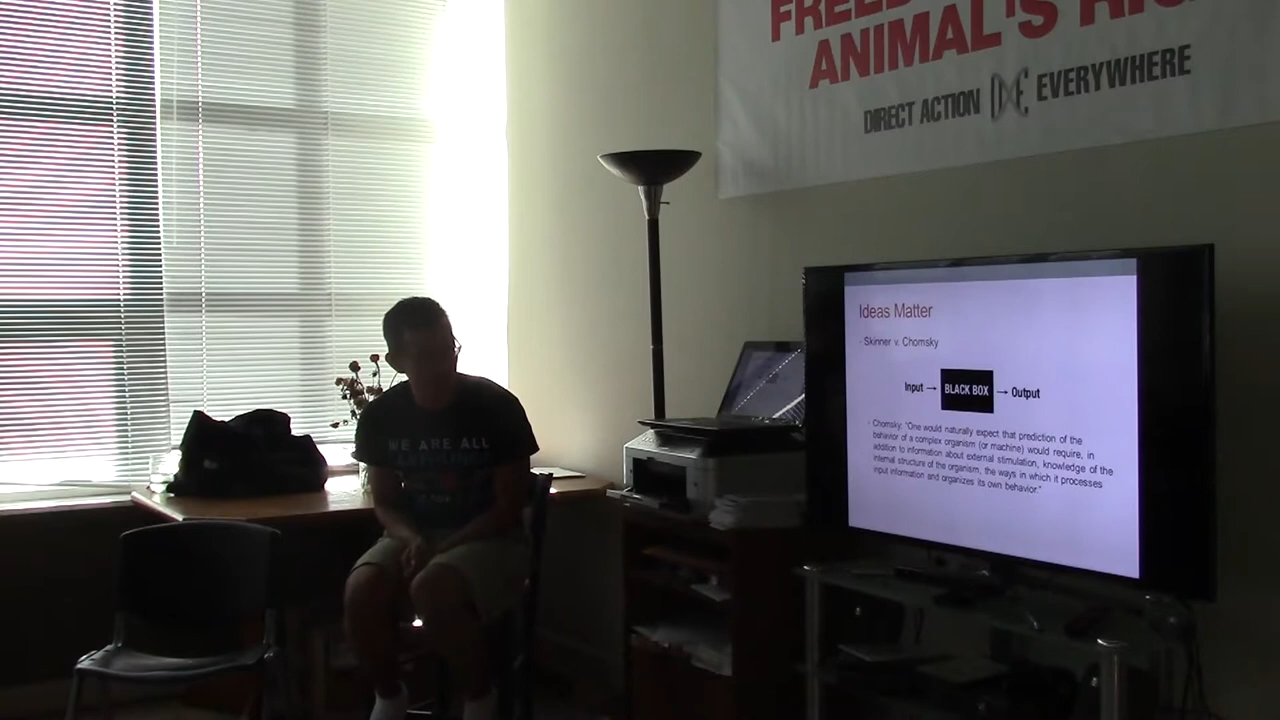 ANIMAL'S
DIRECT ACTION EVERYWHERE
WE ARE ALL
Ideas Matter
Skinner v. Chomsky
Input → BLACK BOX → Output
Chomsky: "One would naturally expect that prediction of the
behavior of a complex organism (or machine) would require, in
addition to information about external stimulation, knowledge of the
internal structure of the organism, the ways in which it processes
input information and organizes its own behavior."